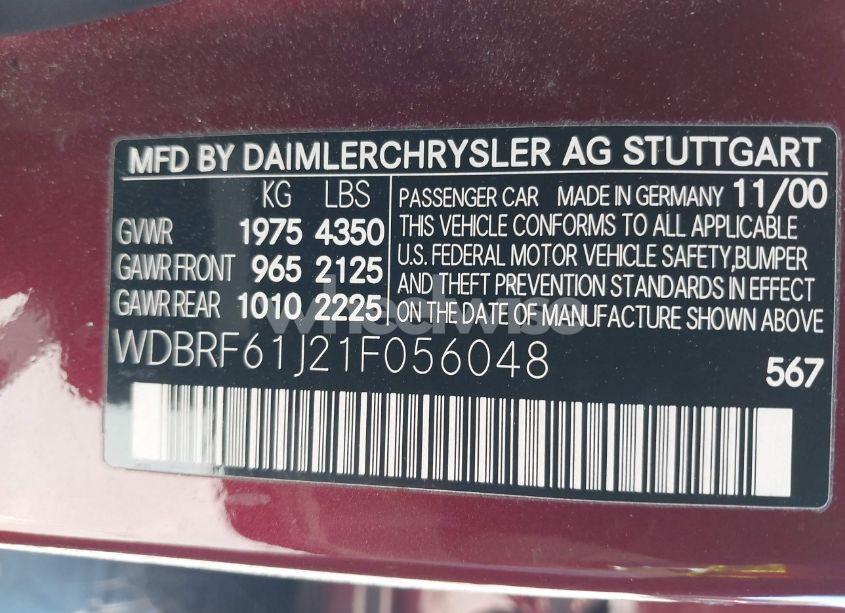 MFD BY DAIMLERCHRYSLER AG STUTTGART
KG LBS
GVWR 1975 4350
GAWR FRONT 965 2125
GAWR REAR 1010 2225
PASSENGER CAR MADE IN GERMANY 11/00
THIS VEHICLE CONFORMS TO ALL APPLICABLE
U.S. FEDERAL MOTOR VEHICLE SAFETY,BUMPER
AND THEFT PREVENTION STANDARDS IN EFFECT
ON THE DATE OF MANUFACTURE SHOWN ABOVE
WDBRF61J21F056048
567